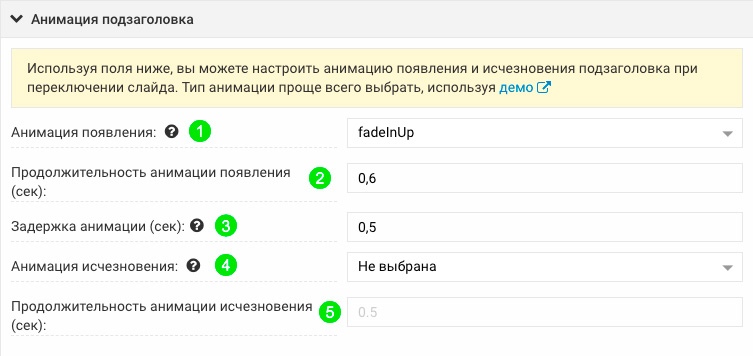 Анимация подзаголовка
Используя поля ниже, вы можете настроить анимацию появления и исчезновения подзаголовка при
переключении слайда. Тип анимации проще всего выбрать, используя демо
Анимация появления: ? 1 fadeInUp
Продолжительность анимации появления
(сек): 2 0,6
Задержка анимации (сек): ? 3 0,5
Анимация исчезновения: ? 4 Не выбрана
Продолжительность анимации исчезновения
(сек): 5 0.5